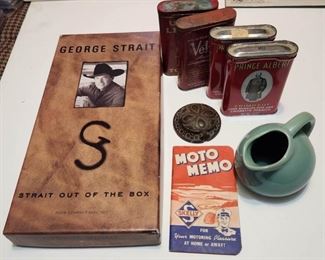 GEORGE STRAIT
STRAIT OUT OF THE BOX
Velvet
PRINCE ALBERT
MOTO
MEMO
SKELLY
FOR
Your MOTORING Pleasure
AT HOME or AWAY!